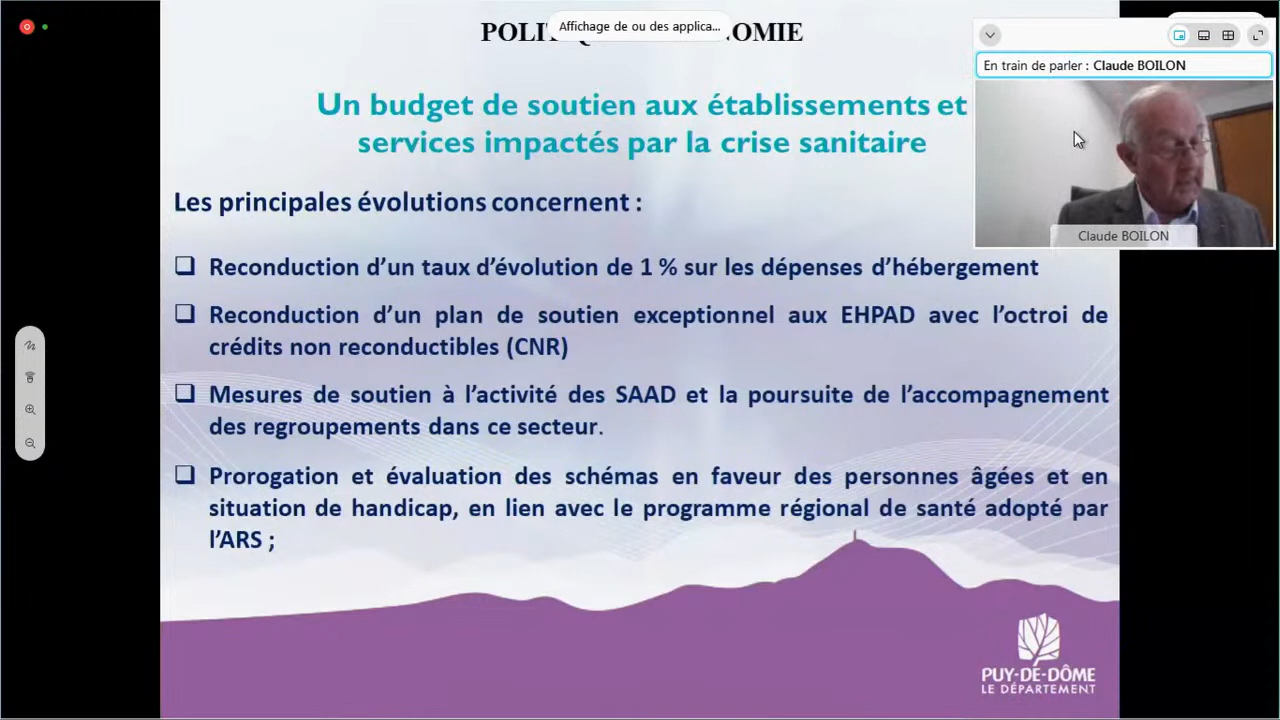 Affichage de ou des applica...
En train de parler : Claude BOILON
Claude BOILON
Un budget de soutien aux établissements et
services impactés par la crise sanitaire
Les principales évolutions concernent :
❑ Reconduction d’un taux d’évolution de 1 % sur les dépenses d’hébergement
❑ Reconduction d’un plan de soutien exceptionnel aux EHPAD avec l’octroi de
crédits non reconductibles (CNR)
❑ Mesures de soutien à l’activité des SAAD et la poursuite de l’accompagnement
des regroupements dans ce secteur.
❑ Prorogation et évaluation des schémas en faveur des personnes âgées et en
situation de handicap, en lien avec le programme régional de santé adopté par
l’ARS ;
PUY-DE-DÔME
LE DÉPARTEMENT